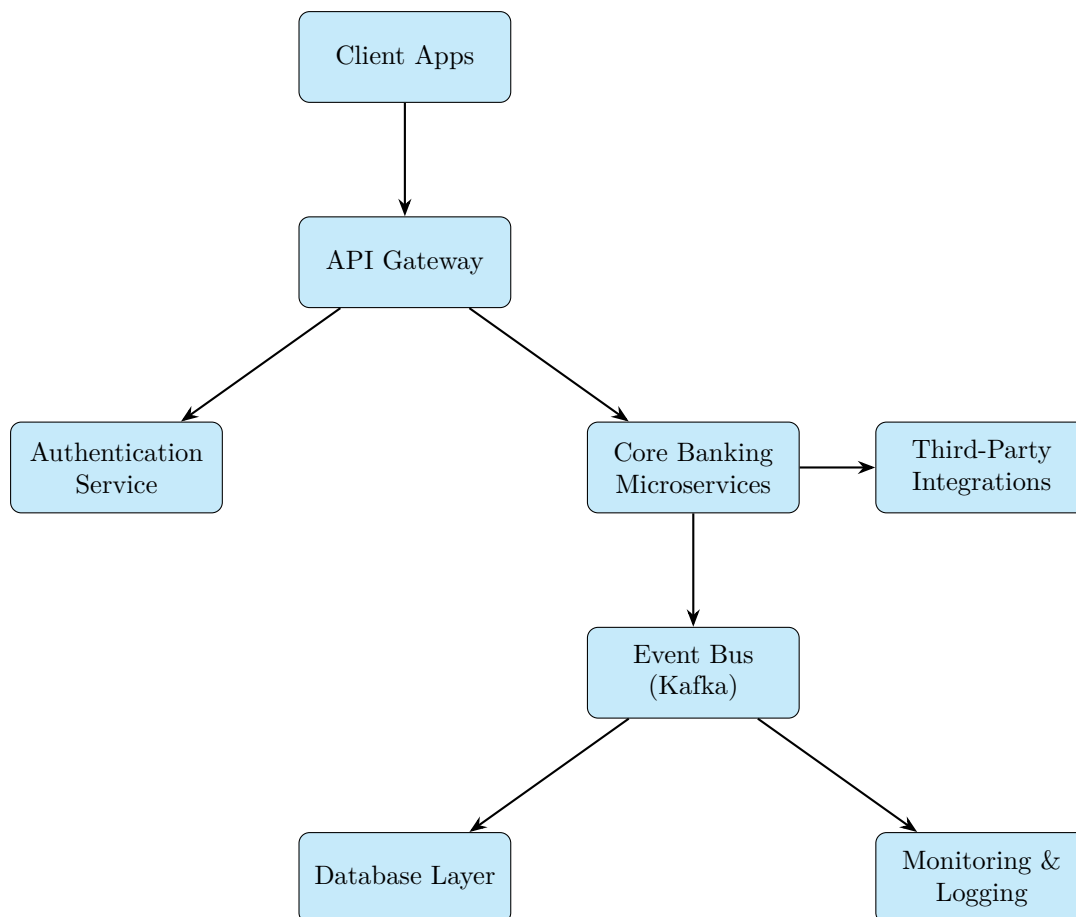 Client Apps
API Gateway
Authentication
Service
Core Banking
Microservices
Third-Party
Integrations
Event Bus
(Kafka)
Database Layer
Monitoring &
Logging